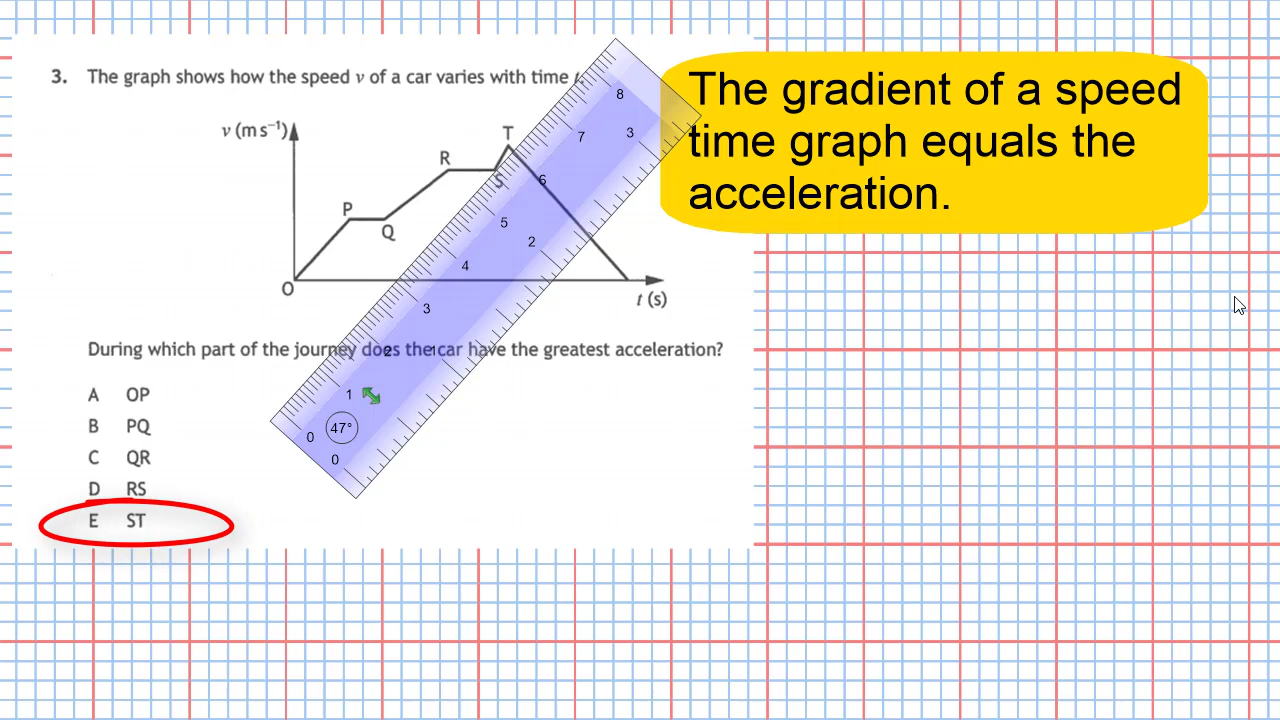 3. The graph shows how the speed v of a car varies with time t.
v (m s⁻¹)
T
R
S
P
Q
O
t (s)
The gradient of a speed
time graph equals the
acceleration.
8
7
3
6
5
2
4
3
2
1
1
0
47°
0
During which part of the journey does the car have the greatest acceleration?
A OP
B PQ
C QR
D RS
E ST